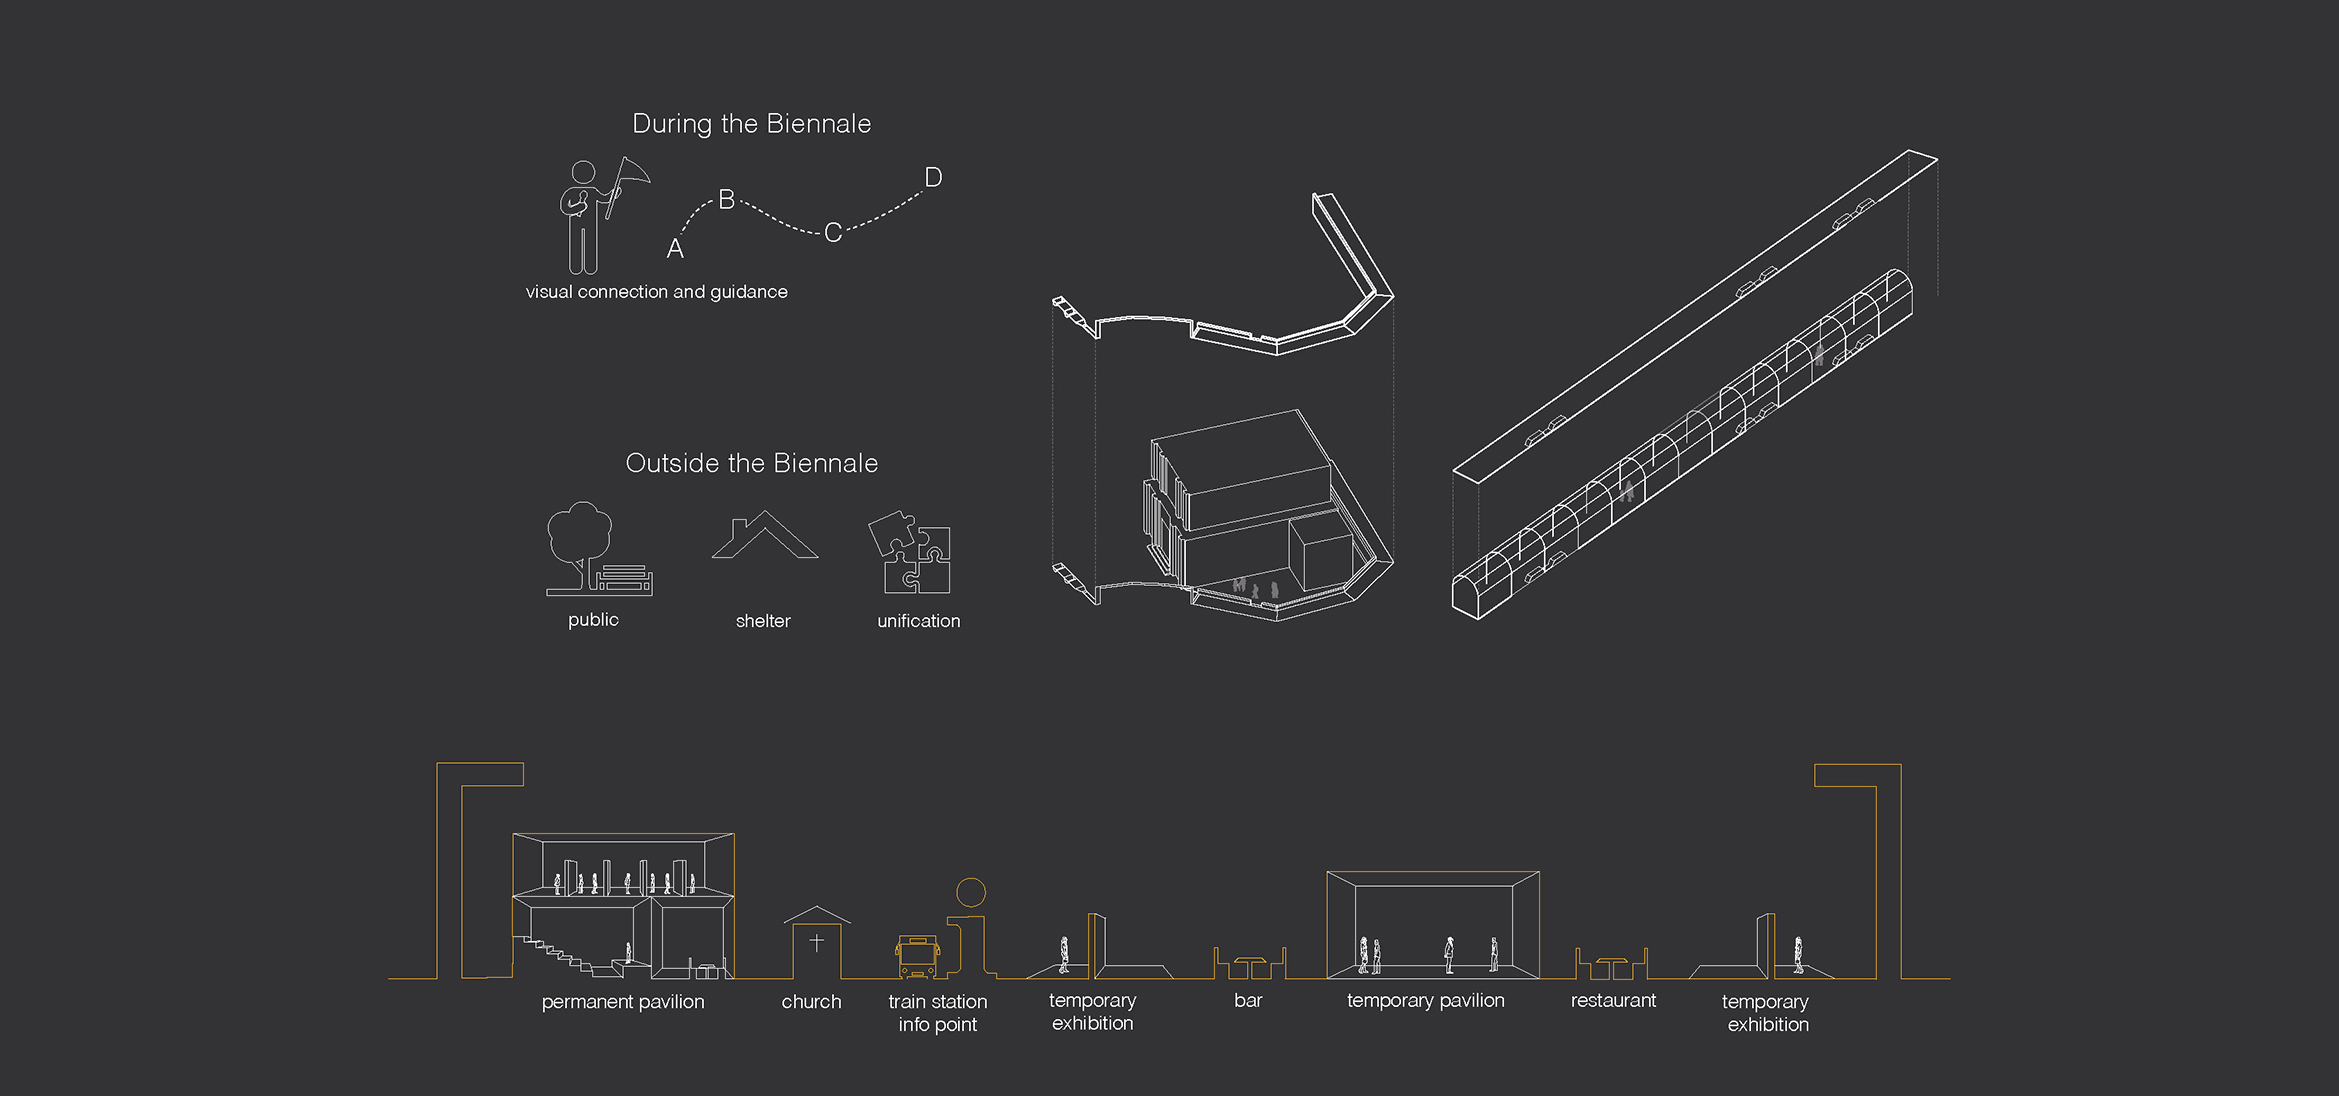 During the Biennale
A
B
C
D
visual connection and guidance
Outside the Biennale
public
shelter
unification
permanent pavilion
church
train station
info point
temporary
exhibition
bar
temporary pavilion
restaurant
temporary
exhibition